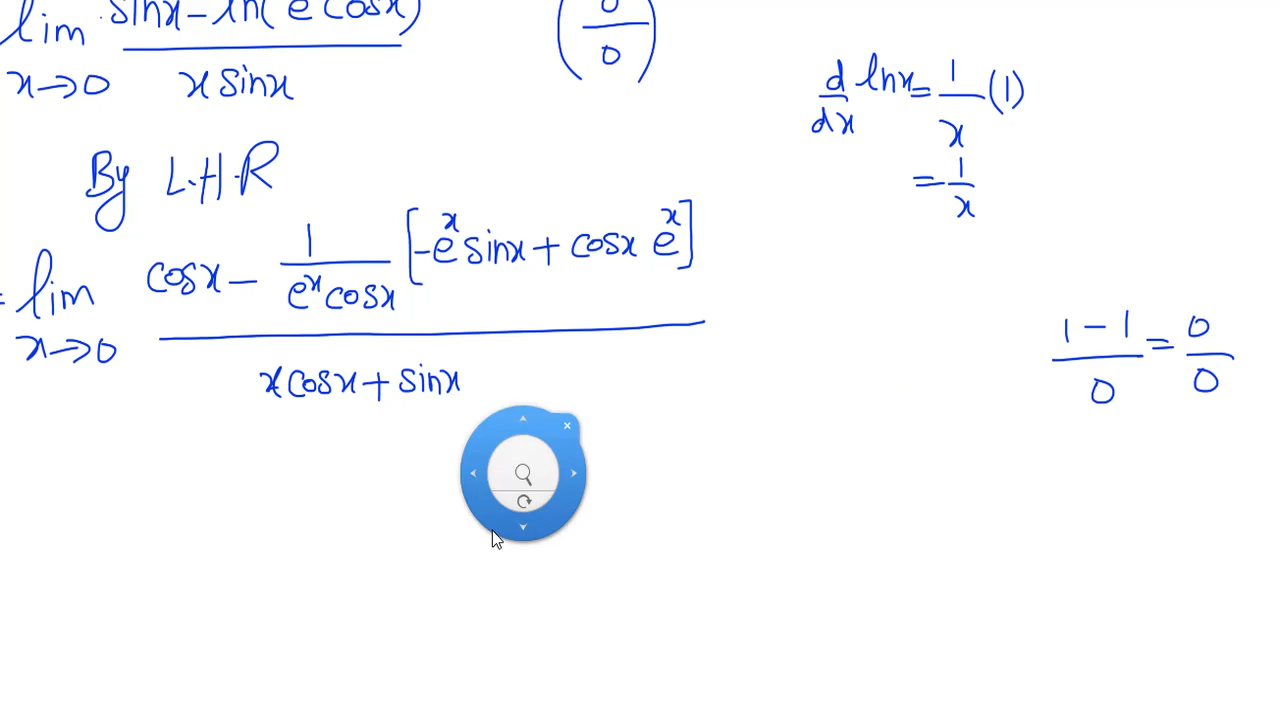 lim sinx - ln(e cosx) / x sinx
x→0
(0/0)
By L.H.R
= lim cosx - 1/(e^x cosx) [-e^x sinx + cosx e^x] / x cosx + sinx
x→0
d/dx lnx = 1/x (1)
= 1/x
1 - 1 / 0 = 0/0